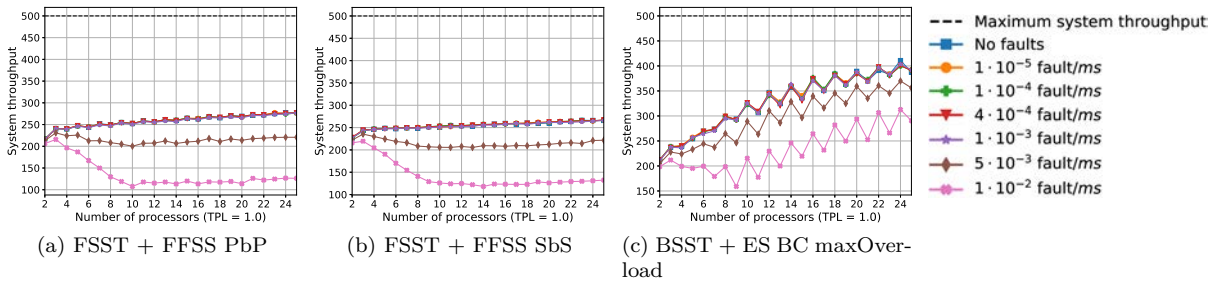 500
450
400
350
300
250
200
150
100
System throughput
2 4 6 8 10 12 14 16 18 20 22 24
Number of processors (TPL = 1.0)
(a) FSST + FFSS PbP
500
450
400
350
300
250
200
150
100
System throughput
2 4 6 8 10 12 14 16 18 20 22 24
Number of processors (TPL = 1.0)
(b) FSST + FFSS SbS
500
450
400
350
300
250
200
150
System throughput
2 4 6 8 10 12 14 16 18 20 22 24
Number of processors (TPL = 1.0)
(c) BSST + ES BC maxOver-
load
Maximum system throughput
No faults
1 · 10⁻⁵ fault/ms
1 · 10⁻⁴ fault/ms
4 · 10⁻⁴ fault/ms
1 · 10⁻³ fault/ms
5 · 10⁻³ fault/ms
1 · 10⁻² fault/ms